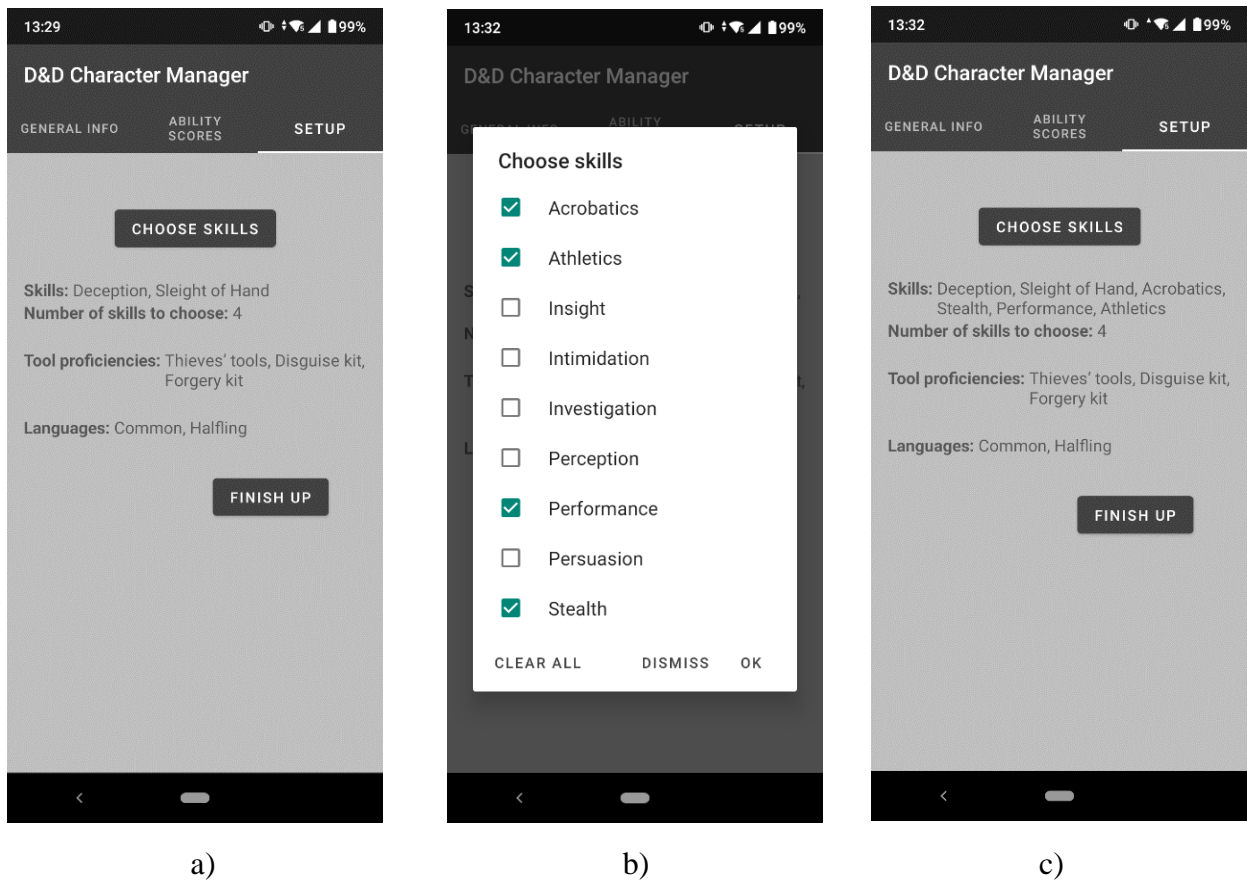 13:29
99%
D&D Character Manager
GENERAL INFO
ABILITY
SCORES
SETUP
CHOOSE SKILLS
Skills: Deception, Sleight of Hand
Number of skills to choose: 4
Tool proficiencies: Thieves' tools, Disguise kit,
Forgery kit
Languages: Common, Halfling
FINISH UP
a)
13:32
99%
D&D Character Manager
GENERAL INFO
ABILITY
SETUP
Choose skills
Acrobatics
Athletics
Insight
Intimidation
Investigation
Perception
Performance
Persuasion
Stealth
CLEAR ALL
DISMISS
OK
b)
13:32
99%
D&D Character Manager
GENERAL INFO
ABILITY
SCORES
SETUP
CHOOSE SKILLS
Skills: Deception, Sleight of Hand, Acrobatics,
Stealth, Performance, Athletics
Number of skills to choose: 4
Tool proficiencies: Thieves' tools, Disguise kit,
Forgery kit
Languages: Common, Halfling
FINISH UP
c)